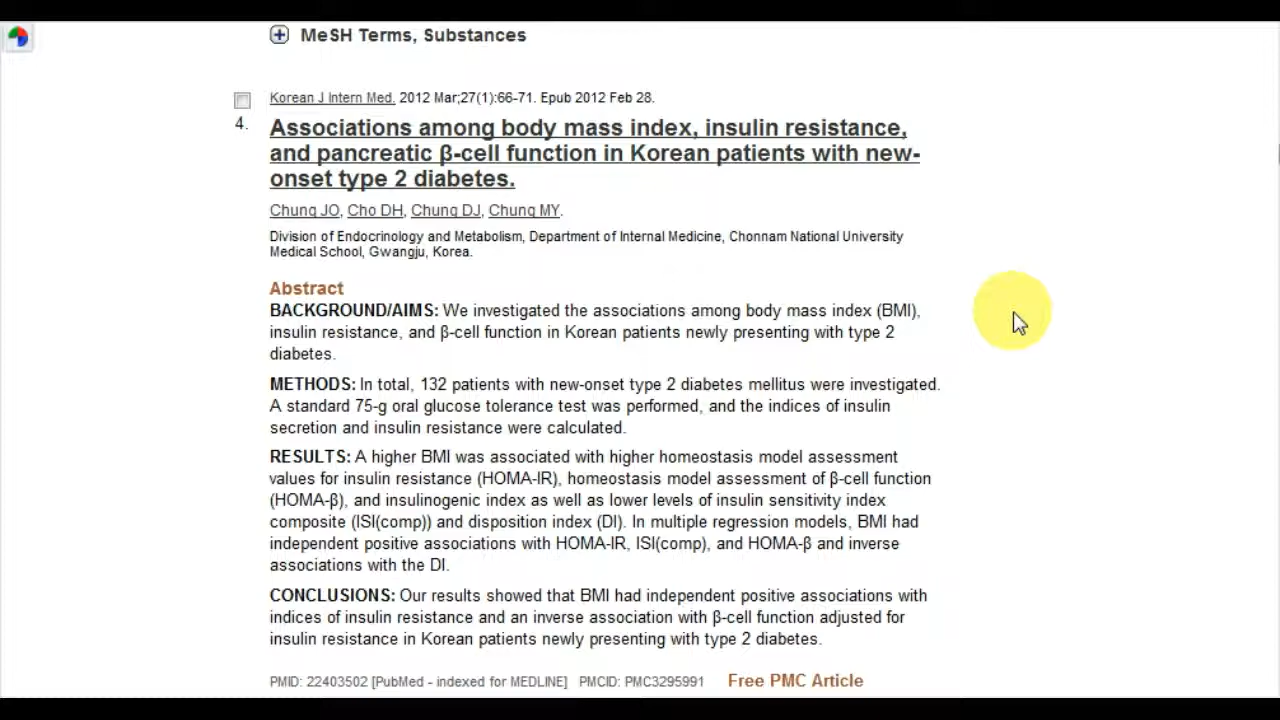 MeSH Terms, Substances
Korean J Intern Med. 2012 Mar;27(1):66-71. Epub 2012 Feb 28.
4.
Associations among body mass index, insulin resistance,
and pancreatic β-cell function in Korean patients with new-
onset type 2 diabetes.
Chung JO, Cho DH, Chung DJ, Chung MY.
Division of Endocrinology and Metabolism, Department of Internal Medicine, Chonnam National University
Medical School, Gwangju, Korea.
Abstract
BACKGROUND/AIMS: We investigated the associations among body mass index (BMI),
insulin resistance, and β-cell function in Korean patients newly presenting with type 2
diabetes.
METHODS: In total, 132 patients with new-onset type 2 diabetes mellitus were investigated.
A standard 75-g oral glucose tolerance test was performed, and the indices of insulin
secretion and insulin resistance were calculated.
RESULTS: A higher BMI was associated with higher homeostasis model assessment
values for insulin resistance (HOMA-IR), homeostasis model assessment of β-cell function
(HOMA-β), and insulinogenic index as well as lower levels of insulin sensitivity index
composite (ISI(comp)) and disposition index (DI). In multiple regression models, BMI had
independent positive associations with HOMA-IR, ISI(comp), and HOMA-β and inverse
associations with the DI.
CONCLUSIONS: Our results showed that BMI had independent positive associations with
indices of insulin resistance and an inverse association with β-cell function adjusted for
insulin resistance in Korean patients newly presenting with type 2 diabetes.
PMID: 22403502 [PubMed - indexed for MEDLINE] PMCID: PMC3295991 Free PMC Article